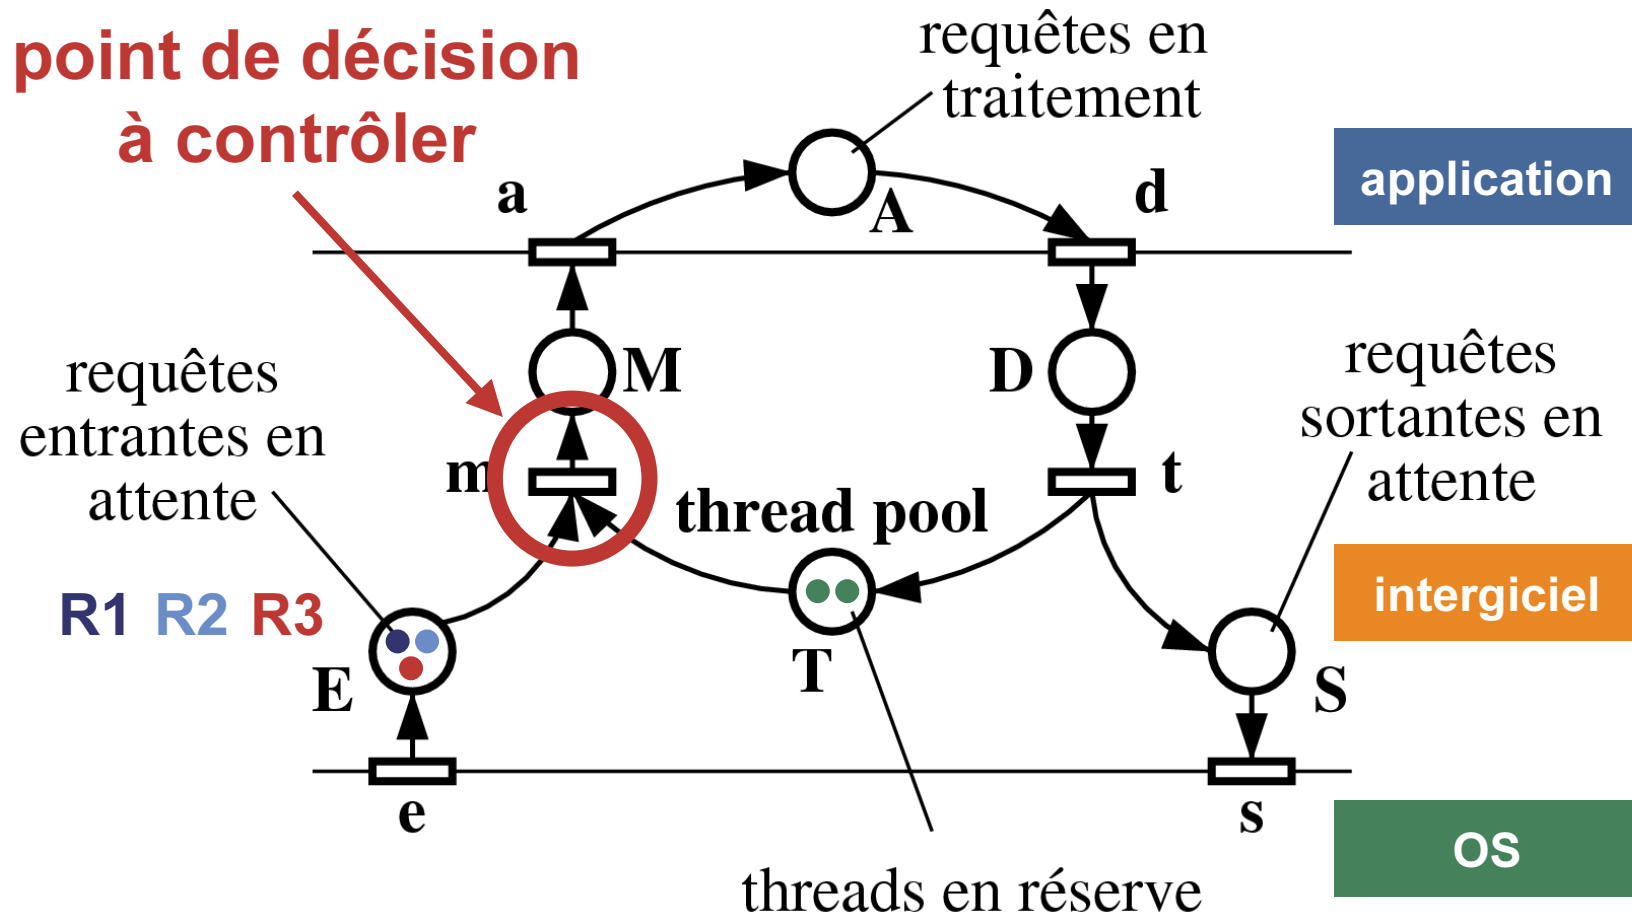 point de décision
à contrôler
requêtes en
traitement
application
a
A
d
requêtes
entrantes en
attente
M
D
requêtes
sortantes en
attente
m
t
thread pool
intergiciel
R1 R2 R3
E
T
S
e
s
OS
threads en réserve